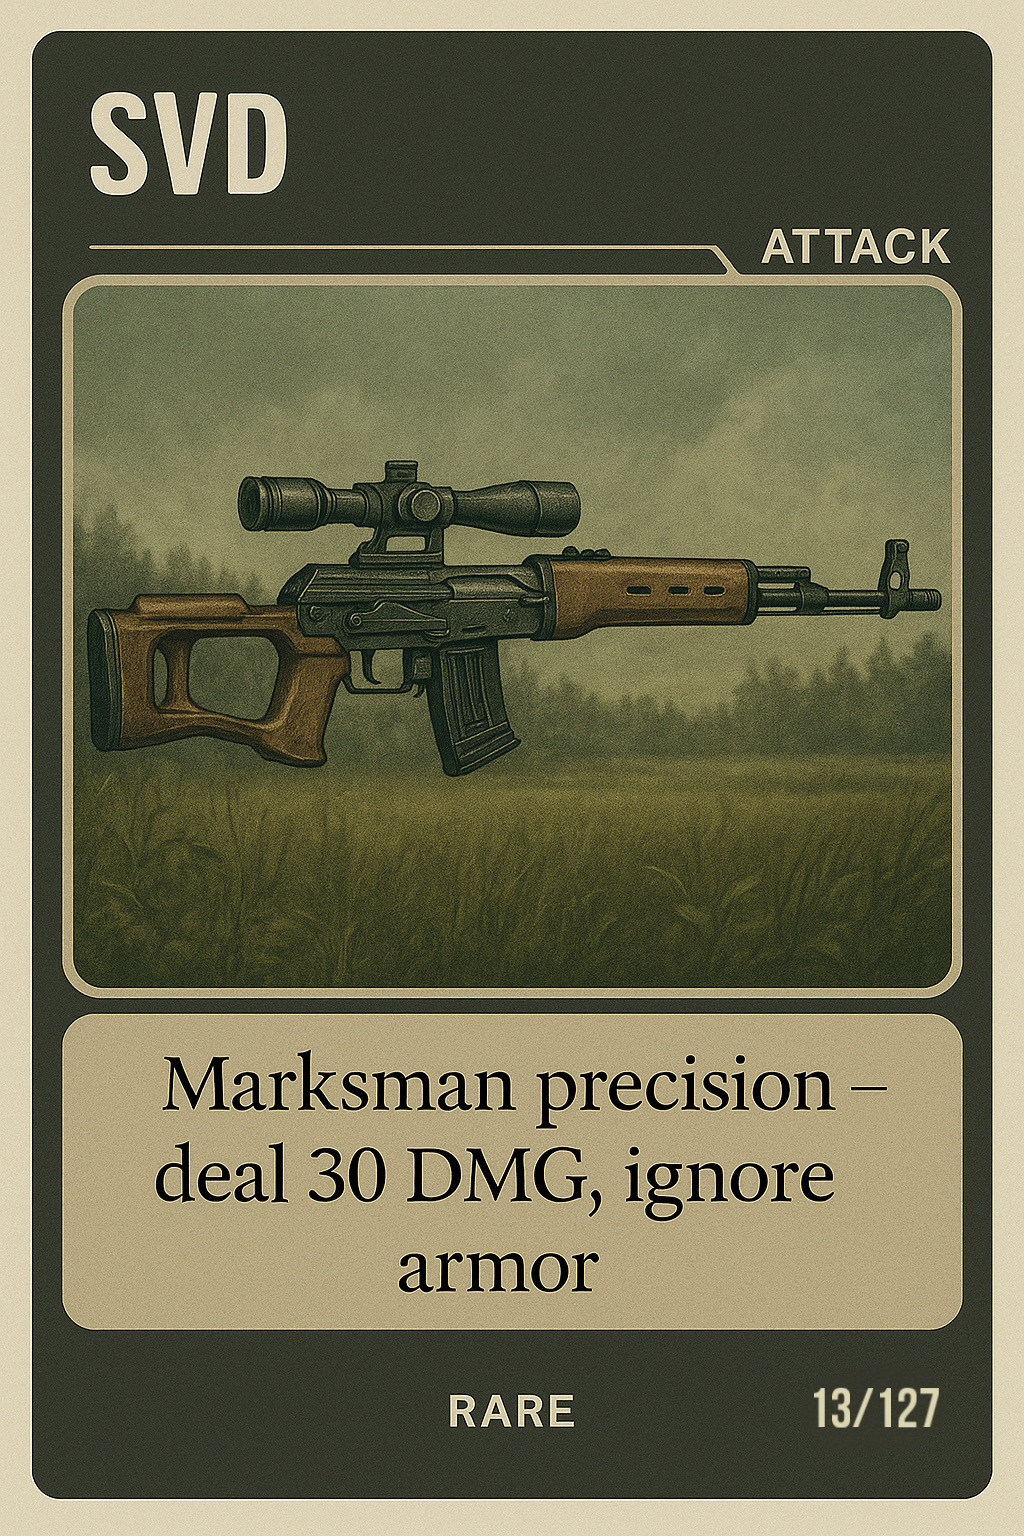 SVD
ATTACK
Marksman precision –
deal 30 DMG, ignore
armor
RARE
13/127